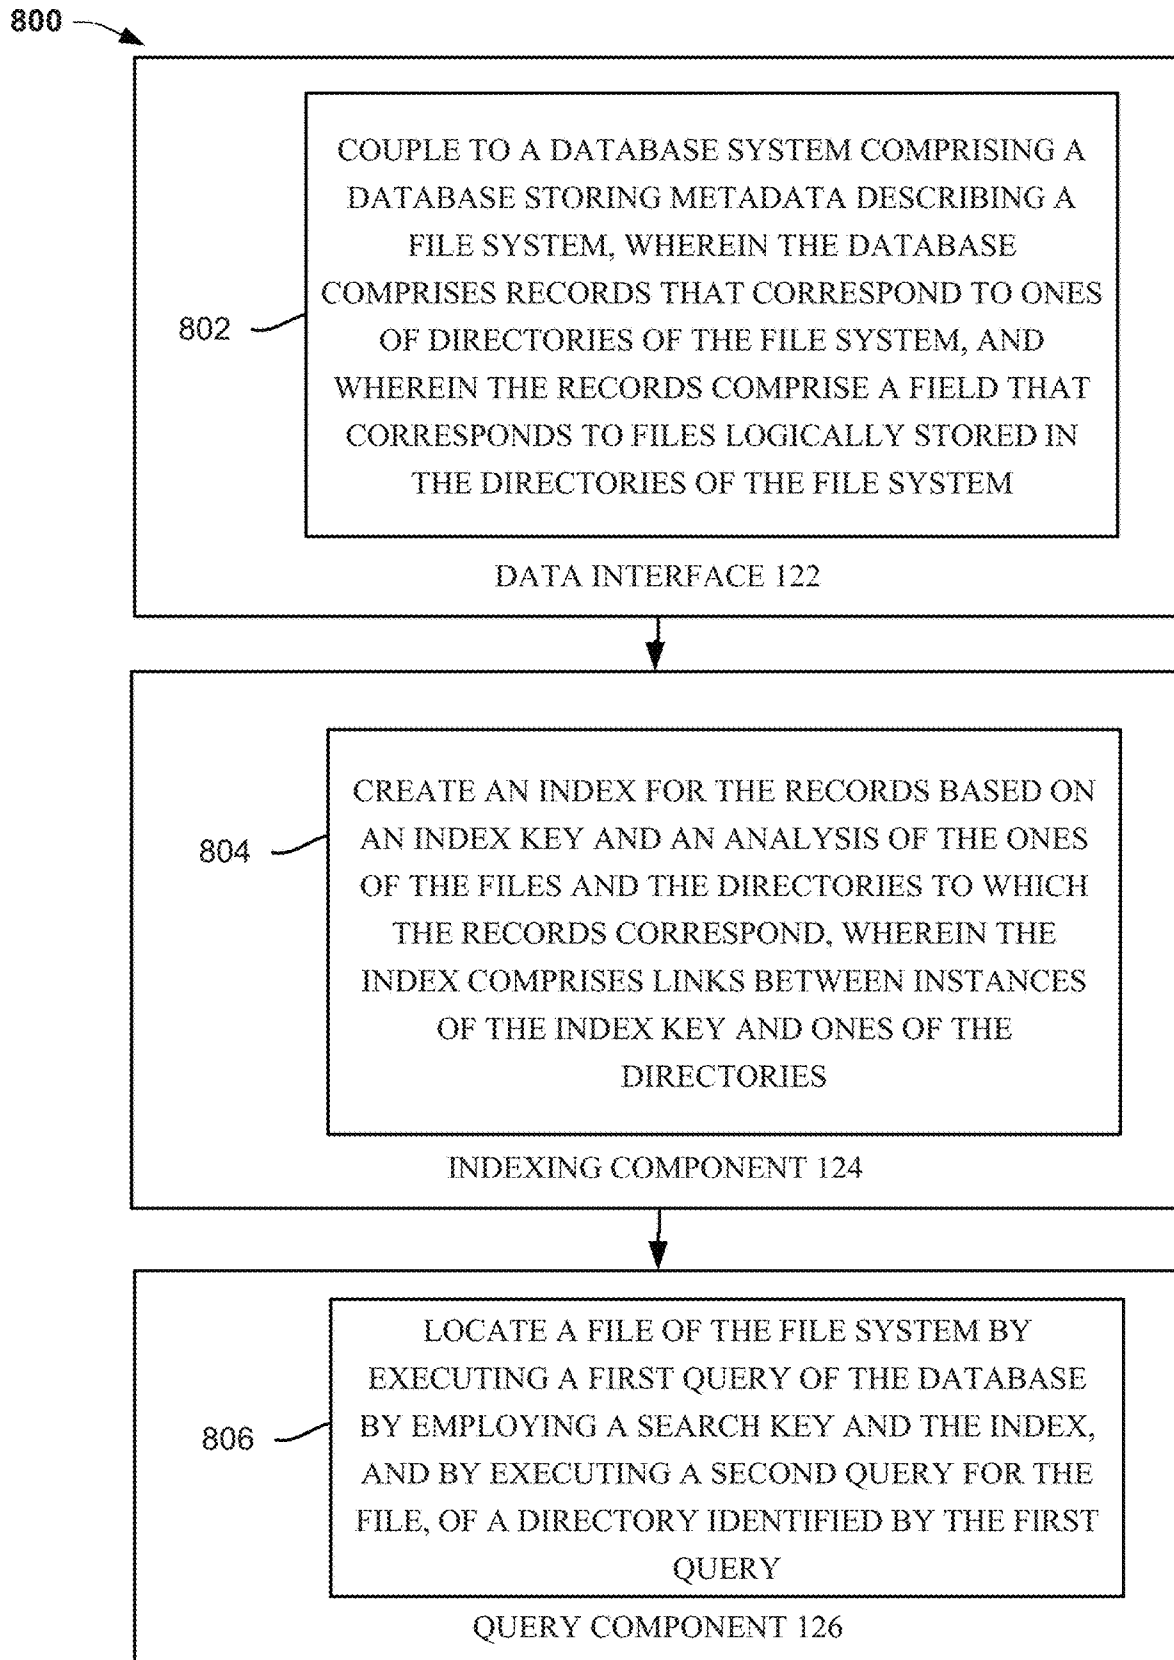 800
COUPLE TO A DATABASE SYSTEM COMPRISING A
DATABASE STORING METADATA DESCRIBING A
FILE SYSTEM, WHEREIN THE DATABASE
COMPRISES RECORDS THAT CORRESPOND TO ONES
OF DIRECTORIES OF THE FILE SYSTEM, AND
WHEREIN THE RECORDS COMPRISE A FIELD THAT
CORRESPONDS TO FILES LOGICALLY STORED IN
THE DIRECTORIES OF THE FILE SYSTEM
802
DATA INTERFACE 122
CREATE AN INDEX FOR THE RECORDS BASED ON
AN INDEX KEY AND AN ANALYSIS OF THE ONES
OF THE FILES AND THE DIRECTORIES TO WHICH
THE RECORDS CORRESPOND, WHEREIN THE
INDEX COMPRISES LINKS BETWEEN INSTANCES
OF THE INDEX KEY AND ONES OF THE
DIRECTORIES
804
INDEXING COMPONENT 124
LOCATE A FILE OF THE FILE SYSTEM BY
EXECUTING A FIRST QUERY OF THE DATABASE
BY EMPLOYING A SEARCH KEY AND THE INDEX,
AND BY EXECUTING A SECOND QUERY FOR THE
FILE, OF A DIRECTORY IDENTIFIED BY THE FIRST
QUERY
806
QUERY COMPONENT 126